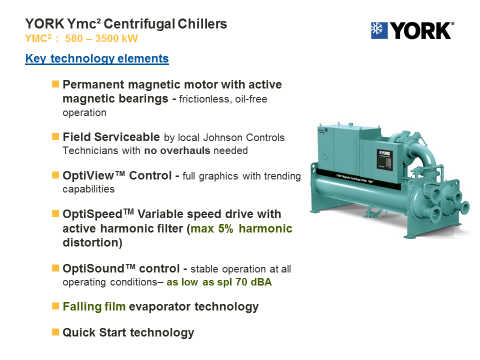 YORK Ymc² Centrifugal Chillers
YORK®
YMC² : 580 – 3500 kW
Key technology elements
Permanent magnetic motor with active
magnetic bearings - frictionless, oil-free
operation
Field Serviceable by local Johnson Controls
Technicians with no overhauls needed
OptiView™ Control - full graphics with trending
capabilities
OptiSpeed™ Variable speed drive with
active harmonic filter (max 5% harmonic
distortion)
OptiSound™ control - stable operation at all
operating conditions– as low as spl 70 dBA
Falling film evaporator technology
Quick Start technology
YORK